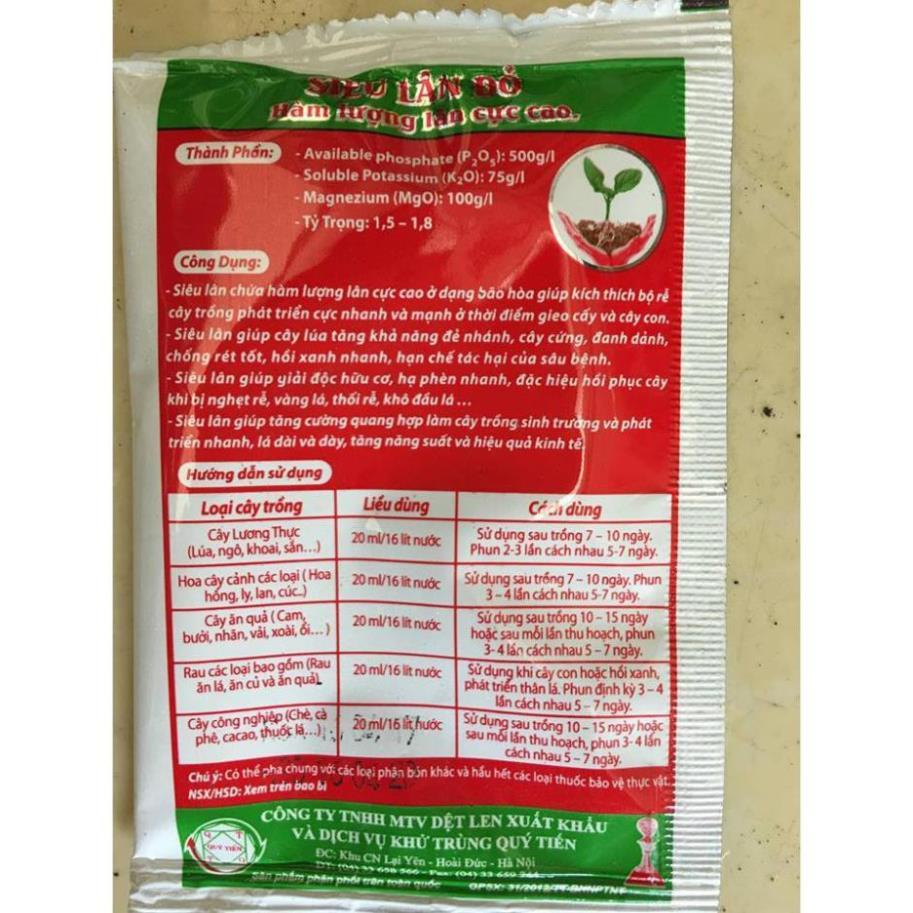 SIÊU LÂN ĐỎ
Hàm lượng lân cực cao.
Thành Phần:
- Available phosphate (P₂O₅): 500g/l
- Soluble Potassium (K₂O): 75g/l
- Magnezium (MgO): 100g/l
- Tỷ Trọng: 1,5 – 1,8
Công Dụng:
- Siêu lân chứa hàm lượng lân cực cao ở dạng bão hòa giúp kích thích bộ rễ
cây trồng phát triển cực nhanh và mạnh ở thời điểm gieo cấy và cây con.
- Siêu lân giúp cây lúa tăng khả năng đẻ nhánh, cây cứng, đanh dảnh,
chống rét tốt, hồi xanh nhanh, hạn chế tác hại của sâu bệnh.
- Siêu lân giúp giải độc hữu cơ, hạ phèn nhanh, đặc hiệu hồi phục cây
khi bị nghẹt rễ, vàng lá, thối rễ, khô đầu lá ...
- Siêu lân giúp tăng cường quang hợp làm cây trồng sinh trưởng và phát
triển nhanh, lá dài và dày, tăng năng suất và hiệu quả kinh tế.
Hướng dẫn sử dụng
Loại cây trồng Liều dùng Cách dùng
Cây Lương Thực
(Lúa, ngô, khoai, sắn...)
20 ml/16 lít nước
Sử dụng sau trồng 7 – 10 ngày.
Phun 2-3 lần cách nhau 5-7 ngày.
Hoa cây cảnh các loại ( Hoa
hồng, ly, lan, cúc..)
20 ml/16 lít nước
Sử dụng sau trồng 7 – 10 ngày. Phun
3 – 4 lần cách nhau 5-7 ngày.
Cây ăn quả ( Cam,
bưởi, nhãn, vải, xoài, ổi... )
20 ml/16 lít nước
Sử dụng sau trồng 10 – 15 ngày
hoặc sau mỗi lần thu hoạch, phun
3- 4 lần cách nhau 5 – 7 ngày.
Rau các loại bao gồm (Rau
ăn lá, ăn củ và ăn quả)
20 ml/16 lít nước
Sử dụng khi cây con hoặc hồi xanh,
phát triển thân lá. Phun định kỳ 3 – 4
lần cách nhau 5 – 7 ngày.
Cây công nghiệp (Chè, cà
phê, cacao, thuốc lá...)
20 ml/16 lít nước
Sử dụng sau trồng 10 – 15 ngày hoặc
sau mỗi lần thu hoạch, phun 3- 4 lần
cách nhau 5 – 7 ngày.
Chú ý: Có thể pha chung với các loại phân bón khác và hầu hết các loại thuốc bảo vệ thực vật.
NSX/HSD: Xem trên bao bì
QUÝ TIẾN
CÔNG TY TNHH MTV DỆT LEN XUẤT KHẨU
VÀ DỊCH VỤ KHỬ TRÙNG QUÝ TIẾN
ĐC: Khu CN Lại Yên - Hoài Đức - Hà Nội
Sản phẩm phân phối trên toàn quốc